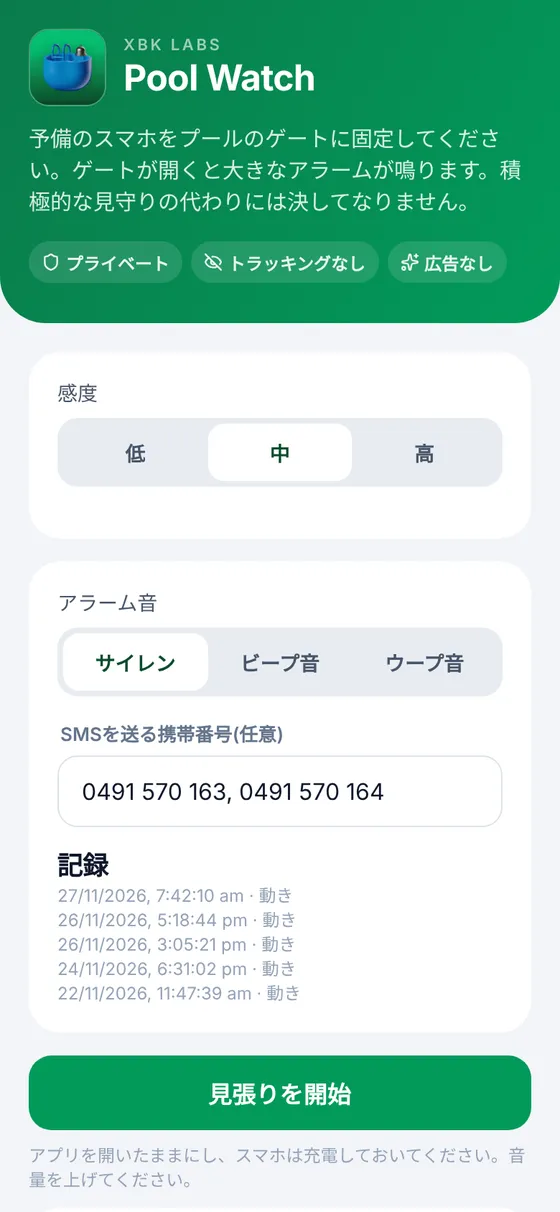 XBK LABS
Pool Watch
予備のスマホをプールのゲートに固定してくださ
い。ゲートが開くと大きなアラームが鳴ります。積
極的な見守りの代わりには決してなりません。
プライベート トラッキングなし 広告なし
感度
低 中 高
アラーム音
サイレン ビープ音 ウープ音
SMSを送る携帯番号(任意)
0491 570 163, 0491 570 164
記録
27/11/2026, 7:42:10 am · 動き
26/11/2026, 5:18:44 pm · 動き
26/11/2026, 3:05:21 pm · 動き
24/11/2026, 6:31:02 pm · 動き
22/11/2026, 11:47:39 am · 動き
見張りを開始
アプリを開いたままにし、スマホは充電しておいてください。音
量を上げてください。